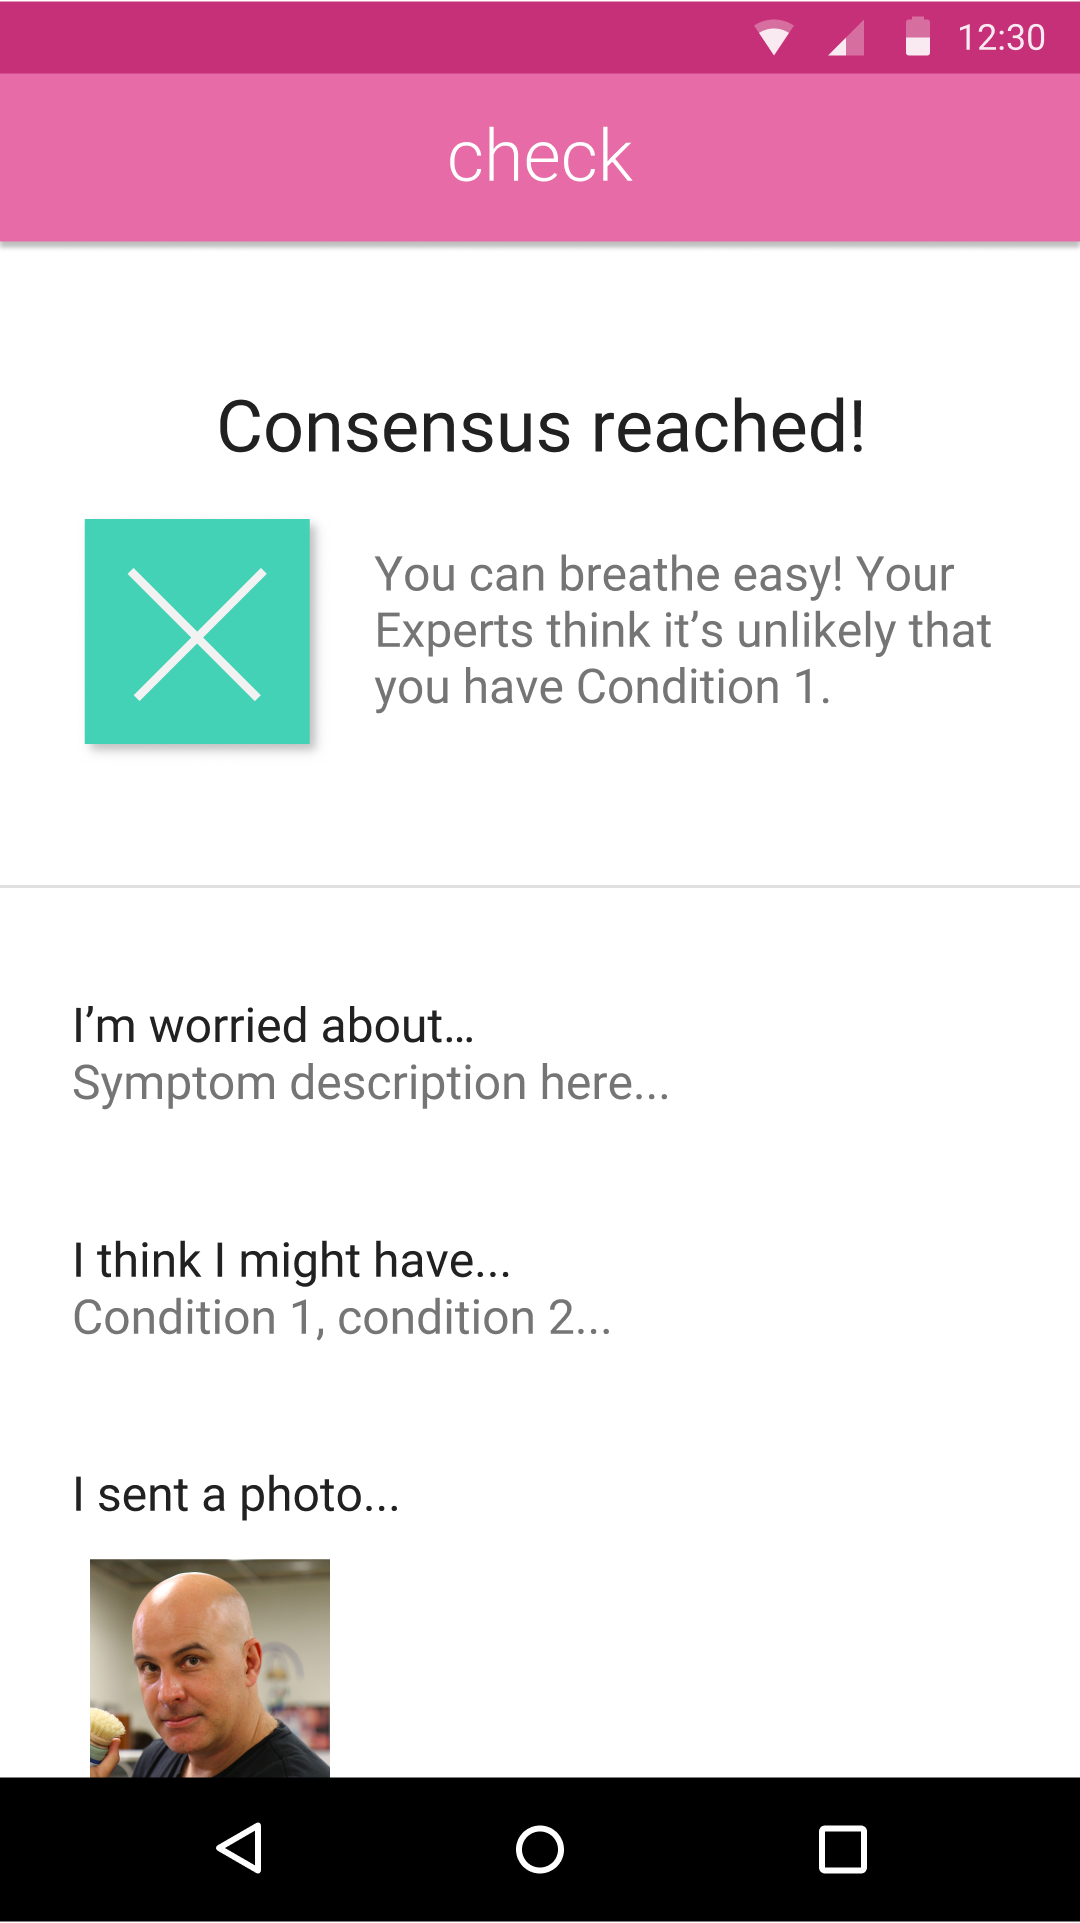 12:30
check
Consensus reached!
You can breathe easy! Your
Experts think it’s unlikely that
you have Condition 1.
I’m worried about…
Symptom description here...
I think I might have...
Condition 1, condition 2...
I sent a photo...